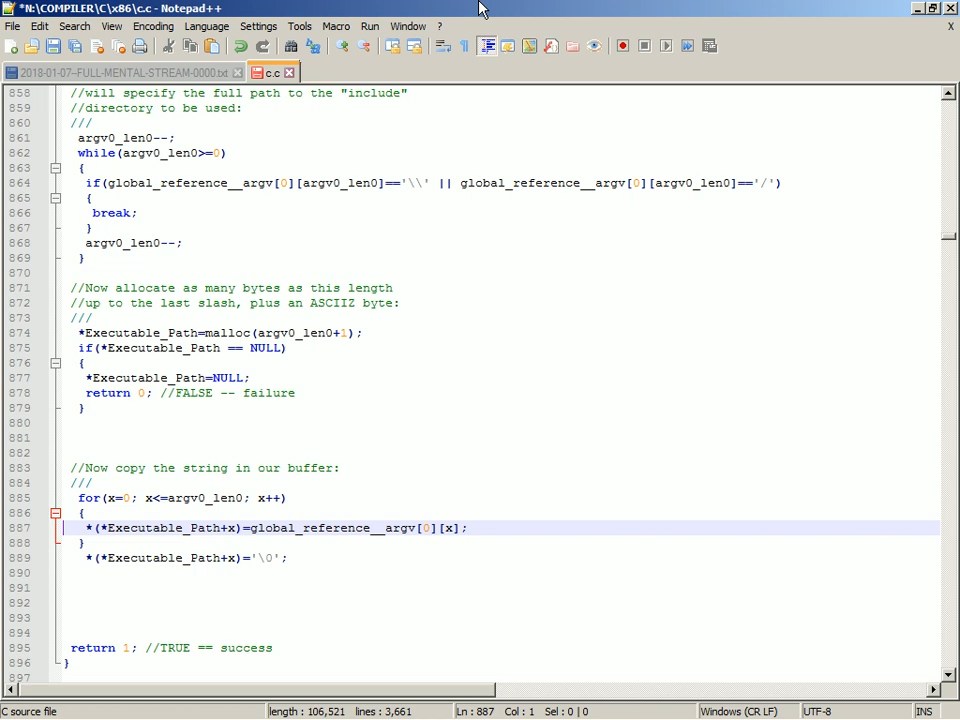 *N:\COMPILER\C\x86\c.c - Notepad++
File Edit Search View Encoding Language Settings Tools Macro Run Window ? X
2018-01-07--FULL-MENTAL-STREAM-0000.txt c.c
858 //will specify the full path to the "include"
859 //directory to be used:
860 ///
861 argv0_len0--;
862 while(argv0_len0>=0)
863 {
864 if(global_reference__argv[0][argv0_len0]=='\\' || global_reference__argv[0][argv0_len0]=='/')
865 {
866 break;
867 }
868 argv0_len0--;
869 }
870
871 //Now allocate as many bytes as this length
872 //up to the last slash, plus an ASCIIZ byte:
873 ///
874 *Executable_Path=malloc(argv0_len0+1);
875 if(*Executable_Path == NULL)
876 {
877 *Executable_Path=NULL;
878 return 0; //FALSE -- failure
879 }
880
881
882
883 //Now copy the string in our buffer:
884 ///
885 for(x=0; x<=argv0_len0; x++)
886 {
887 *(*Executable_Path+x)=global_reference__argv[0][x];
888 }
889 *(*Executable_Path+x)='\0';
890
891
892
893
894
895 return 1; //TRUE == success
896 }
897
C source file length : 106,521 lines : 3,661 Ln : 887 Col : 1 Sel : 0 | 0 Windows (CR LF) UTF-8 INS